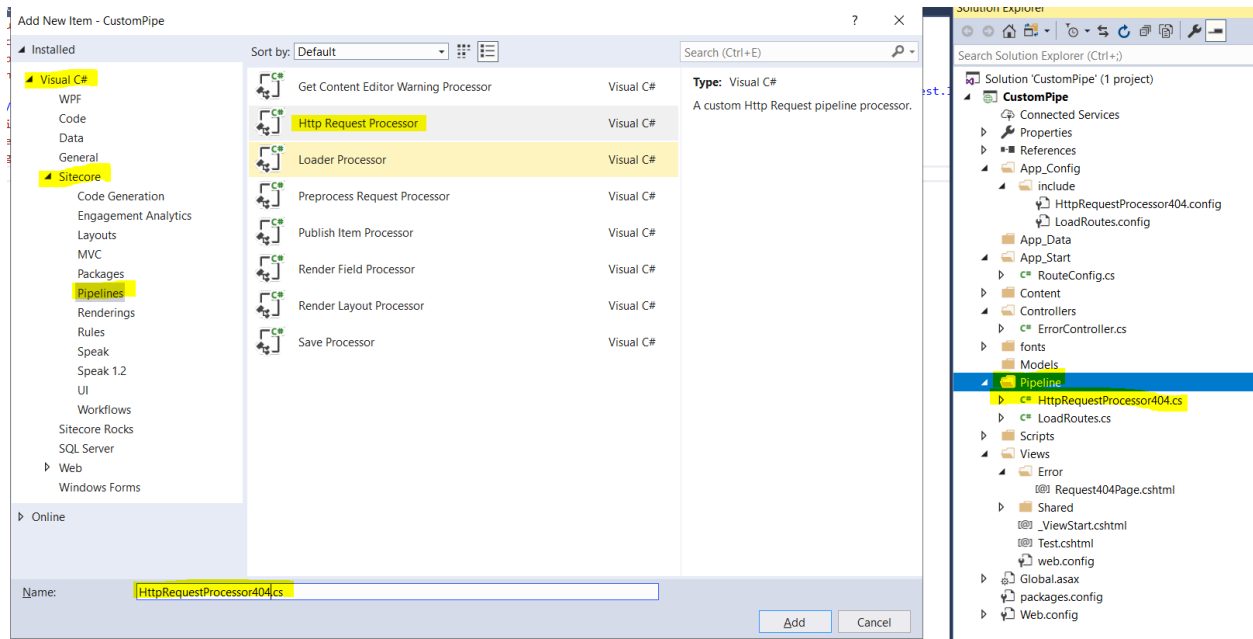 Add New Item - CustomPipe
?
Installed
Sort by: Default
Search (Ctrl+E)
Visual C#
WPF
Code
Data
General
Sitecore
Code Generation
Engagement Analytics
Layouts
MVC
Packages
Pipelines
Renderings
Rules
Speak
Speak 1.2
UI
Workflows
Sitecore Rocks
SQL Server
Web
Windows Forms
Online
Get Content Editor Warning Processor Visual C#
Http Request Processor Visual C#
Loader Processor Visual C#
Preprocess Request Processor Visual C#
Publish Item Processor Visual C#
Render Field Processor Visual C#
Render Layout Processor Visual C#
Save Processor Visual C#
Type: Visual C#
A custom Http Request pipeline processor.
Name: HttpRequestProcessor404.cs
Add Cancel
Solution Explorer
Search Solution Explorer (Ctrl+;)
Solution 'CustomPipe' (1 project)
CustomPipe
Connected Services
Properties
References
App_Config
include
HttpRequestProcessor404.config
LoadRoutes.config
App_Data
App_Start
C# RouteConfig.cs
Content
Controllers
C# ErrorController.cs
fonts
Models
Pipeline
C# HttpRequestProcessor404.cs
C# LoadRoutes.cs
Scripts
Views
Error
[@] Request404Page.cshtml
Shared
[@] _ViewStart.cshtml
[@] Test.cshtml
web.config
Global.asax
packages.config
Web.config